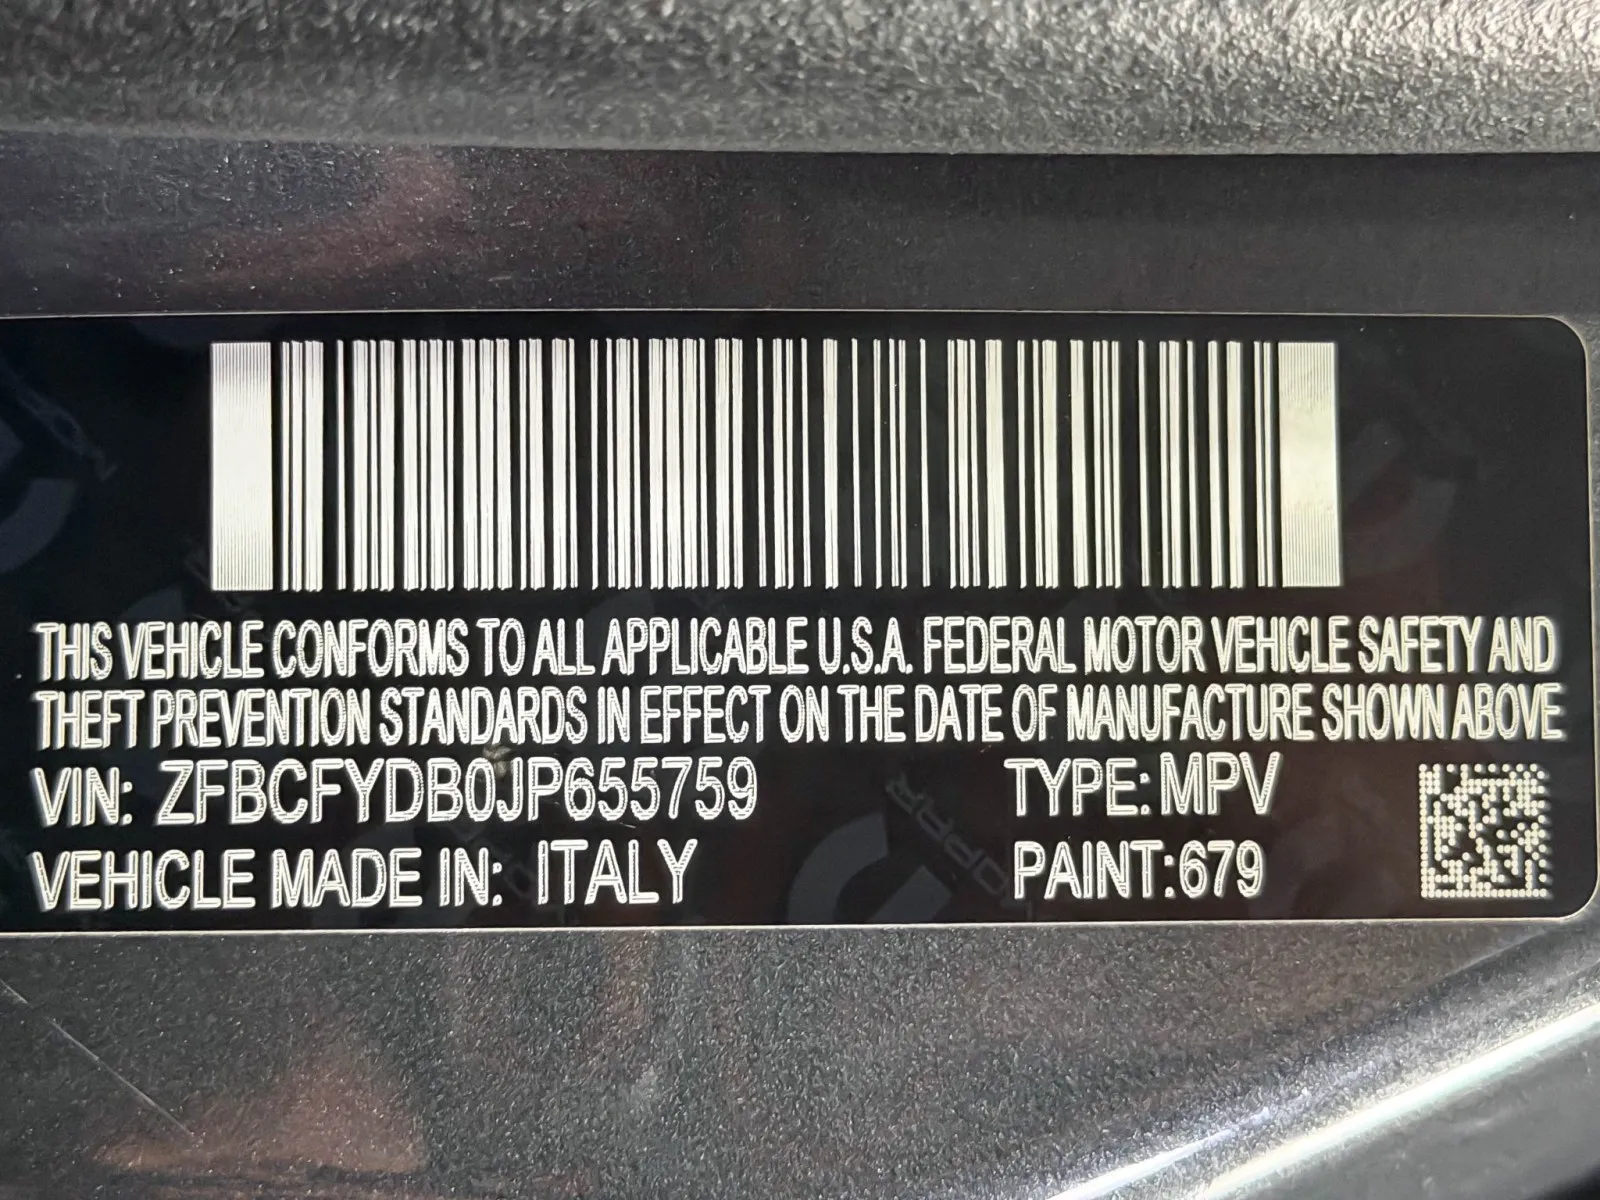 THIS VEHICLE CONFORMS TO ALL APPLICABLE U.S.A. FEDERAL MOTOR VEHICLE SAFETY AND
THEFT PREVENTION STANDARDS IN EFFECT ON THE DATE OF MANUFACTURE SHOWN ABOVE
VIN: ZFBCFYDB0JP655759 TYPE: MPV
VEHICLE MADE IN: ITALY PAINT:679